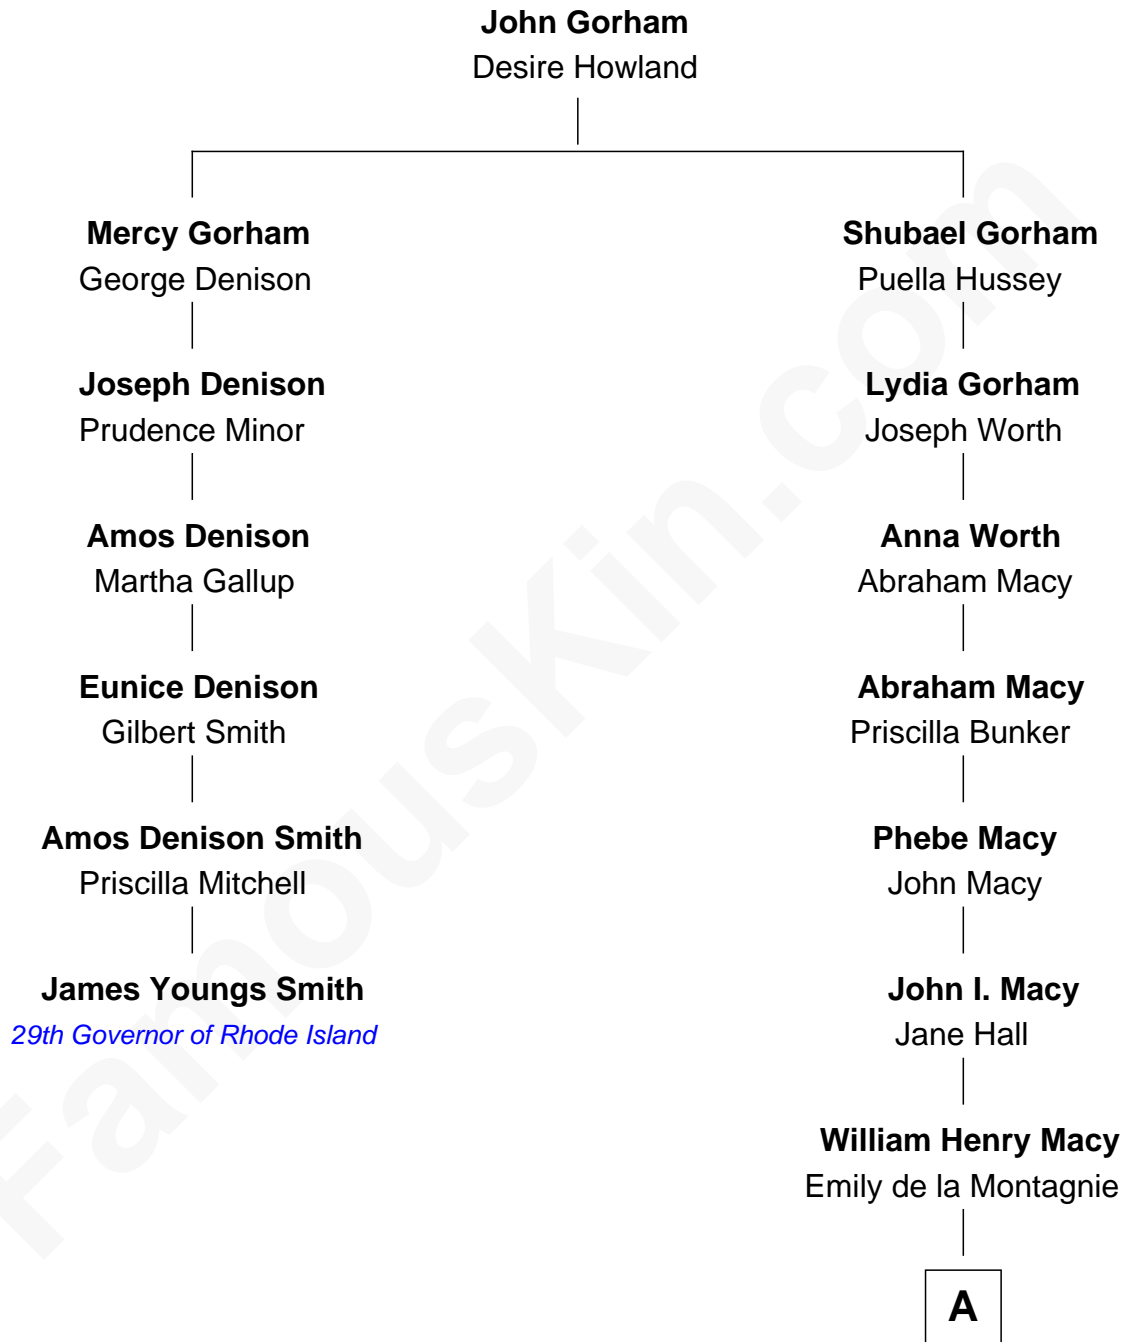 John Gorham
Desire Howland
Mercy Gorham
George Denison
Shubael Gorham
Puella Hussey
Joseph Denison
Prudence Minor
Lydia Gorham
Joseph Worth
Amos Denison
Martha Gallup
Anna Worth
Abraham Macy
Eunice Denison
Gilbert Smith
Abraham Macy
Priscilla Bunker
Amos Denison Smith
Priscilla Mitchell
Phebe Macy
John Macy
James Youngs Smith
29th Governor of Rhode Island
John I. Macy
Jane Hall
William Henry Macy
Emily de la Montagnie
A
FamousKin.com